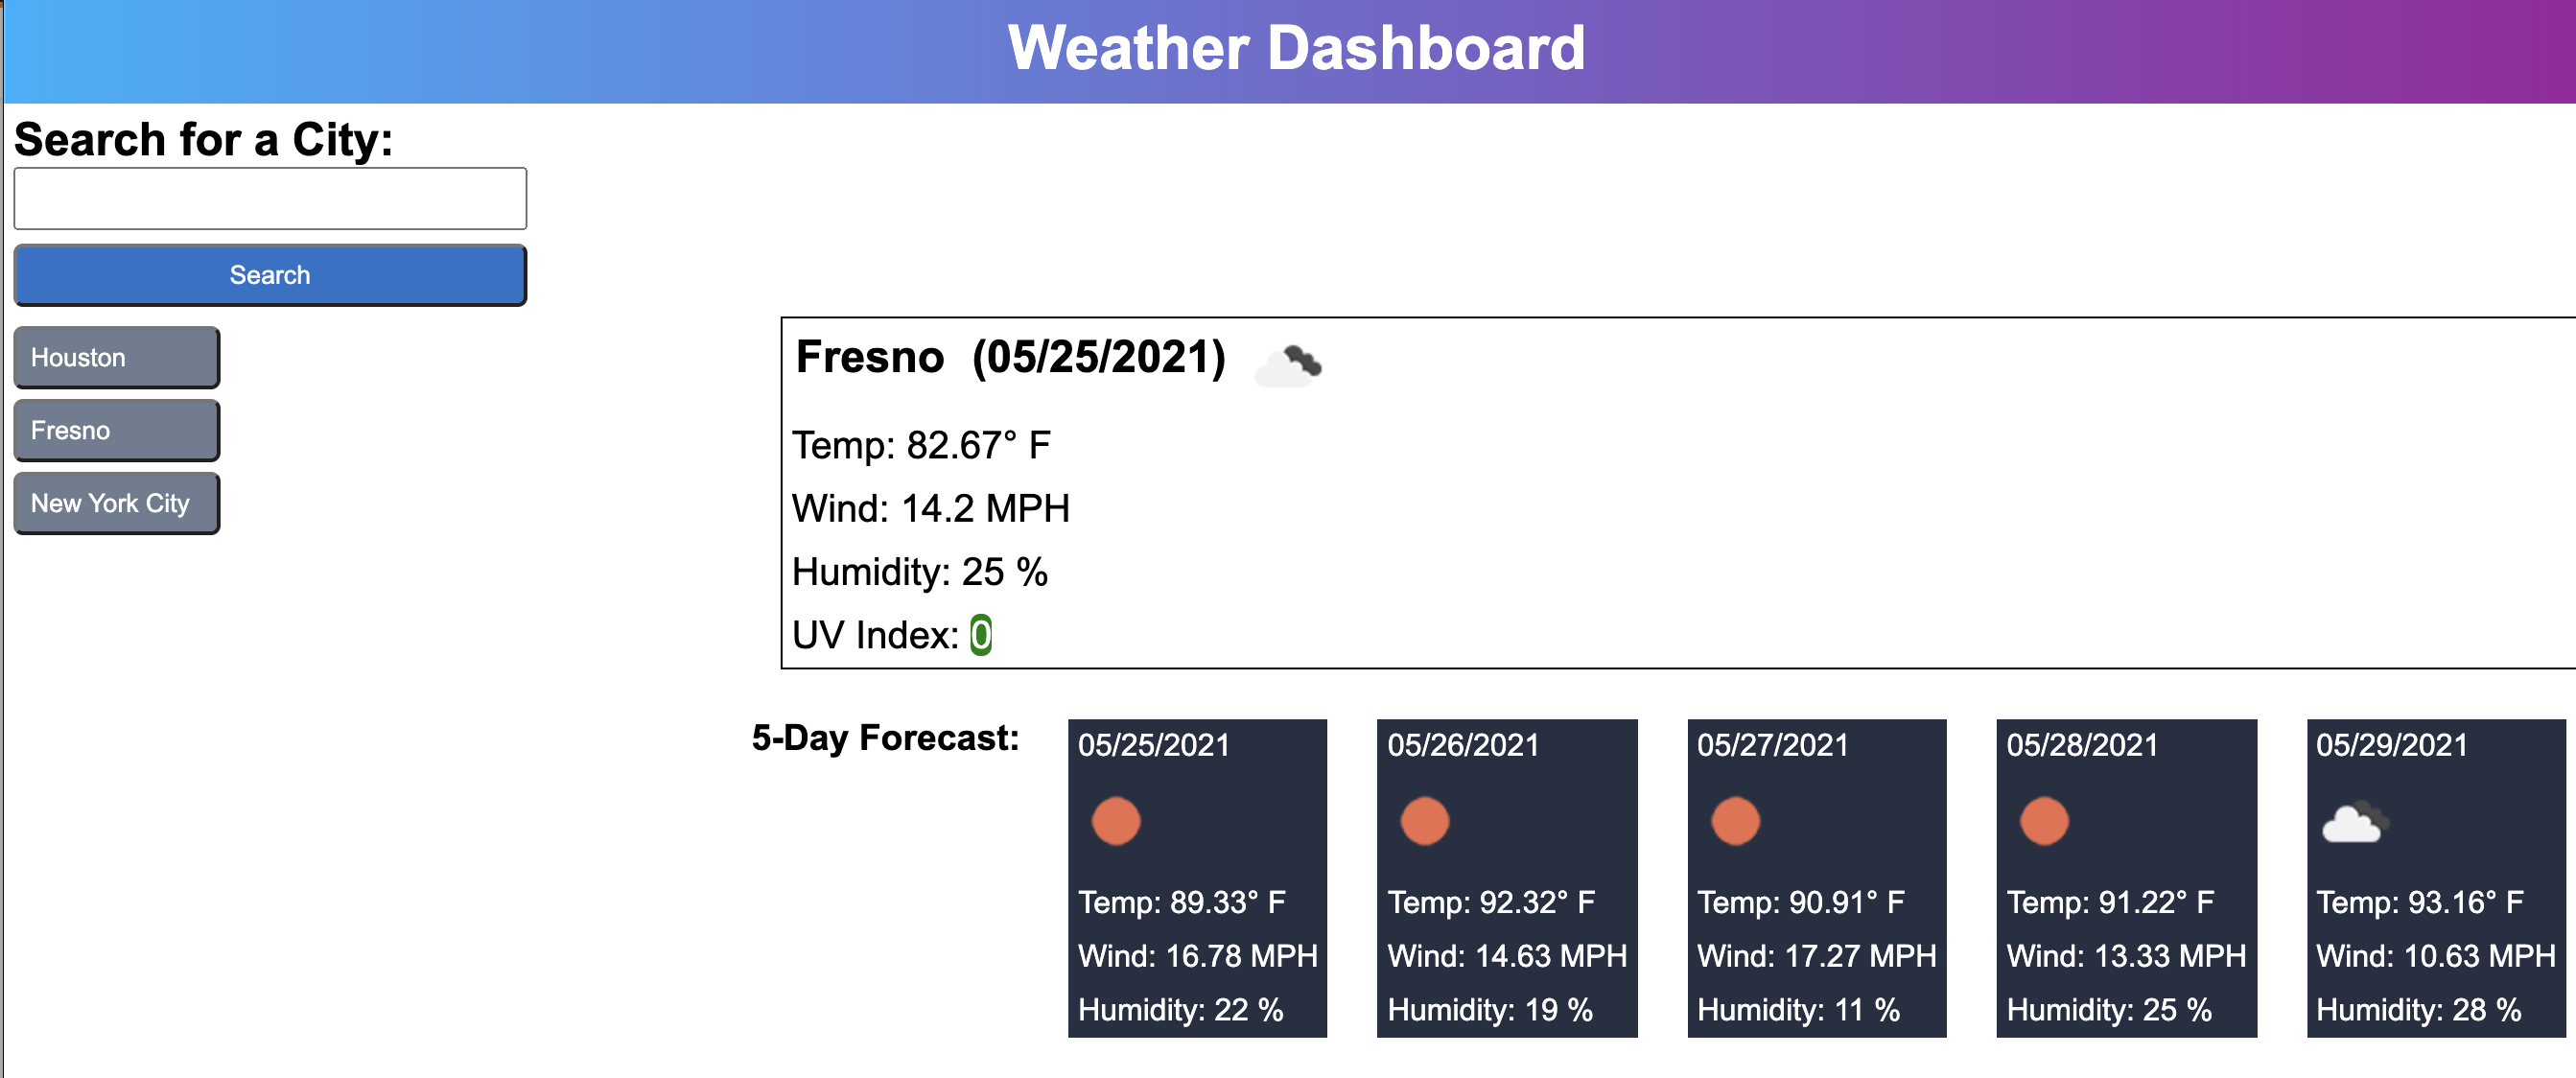 Weather Dashboard
Search for a City:
Search
Houston
Fresno
New York City
Fresno (05/25/2021)
Temp: 82.67° F
Wind: 14.2 MPH
Humidity: 25 %
UV Index: 0
5-Day Forecast:
05/25/2021
Temp: 89.33° F
Wind: 16.78 MPH
Humidity: 22 %
05/26/2021
Temp: 92.32° F
Wind: 14.63 MPH
Humidity: 19 %
05/27/2021
Temp: 90.91° F
Wind: 17.27 MPH
Humidity: 11 %
05/28/2021
Temp: 91.22° F
Wind: 13.33 MPH
Humidity: 25 %
05/29/2021
Temp: 93.16° F
Wind: 10.63 MPH
Humidity: 28 %